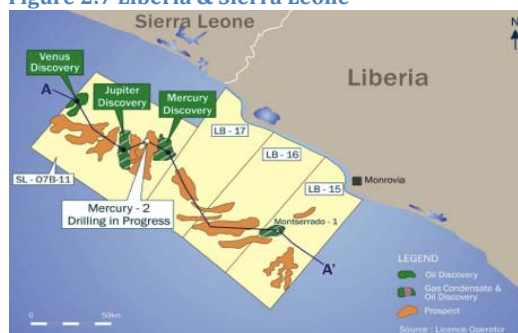 Figure 2.7 Liberia & Sierra Leone
Sierra Leone
N
Venus
Discovery
Liberia
A
Jupiter
Discovery
Mercury
Discovery
LB - 17
LB - 16
SL - 07B-11
LB - 15
Monrovia
Mercury - 2
Drilling in Progress
Montserrado - 1
A'
LEGEND
Oil Discovery
Gas Condensate &
Oil Discovery
Prospect
0 50km
Source : Licence Operator